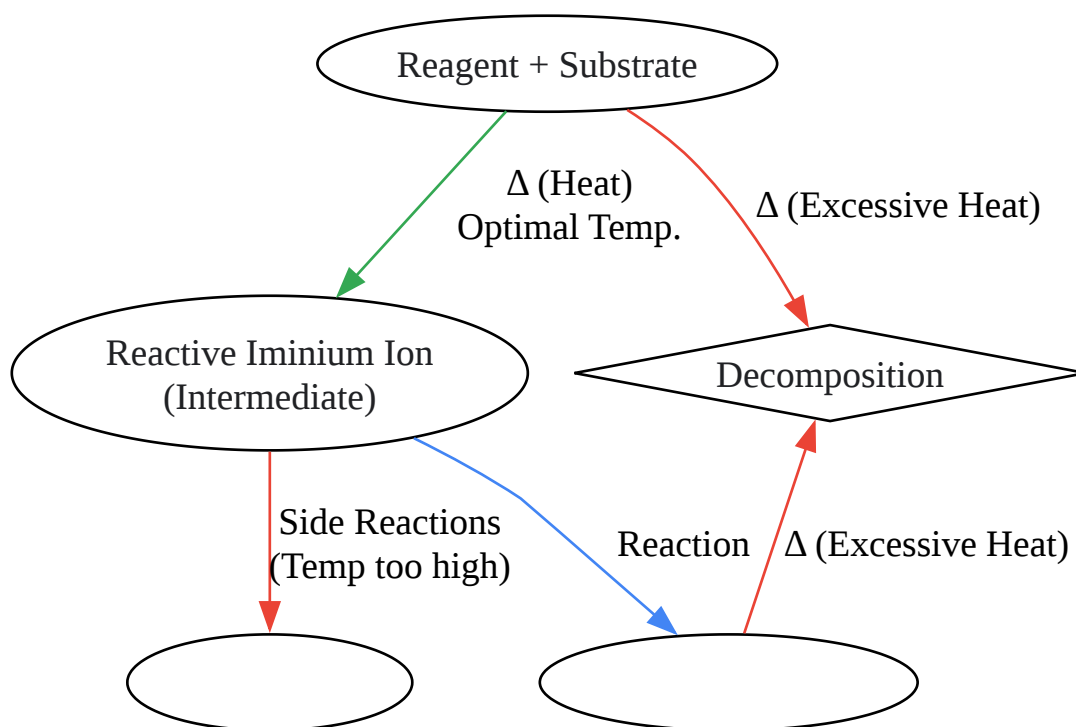 Reagent + Substrate
Δ (Heat)
Optimal Temp.
Δ (Excessive Heat)
Reactive Iminium Ion
(Intermediate)
Decomposition
Side Reactions
(Temp too high)
Reaction
Δ (Excessive Heat)